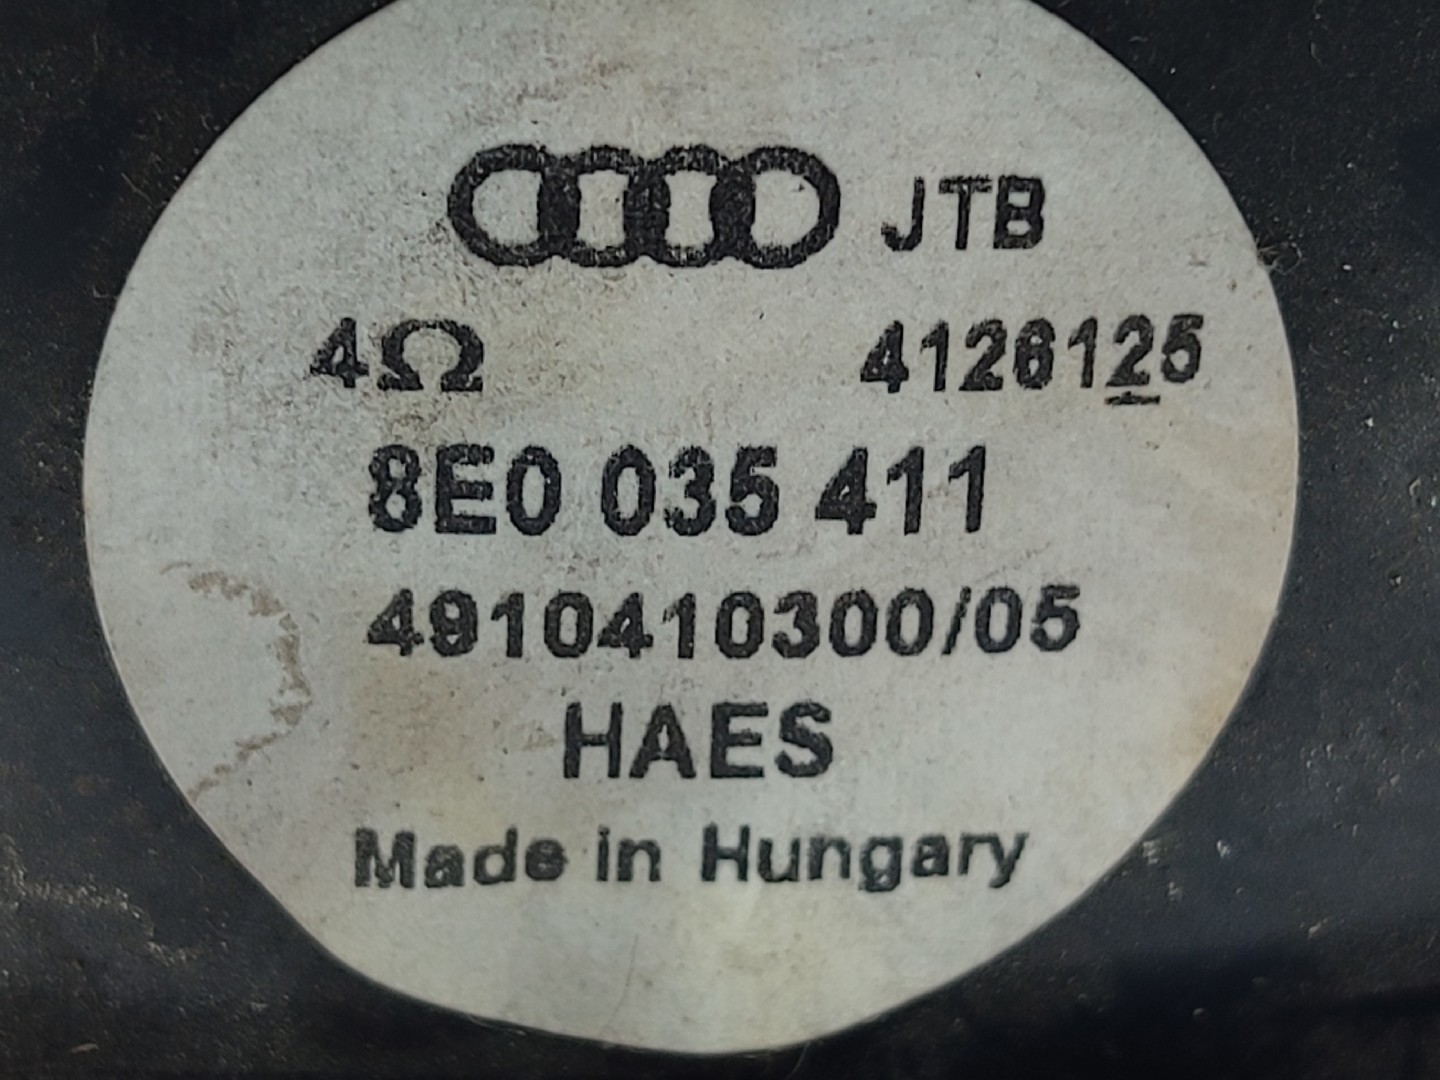 JTB
4Ω 4126125
8E0 035 411
4910410300/05
HAES
Made in Hungary